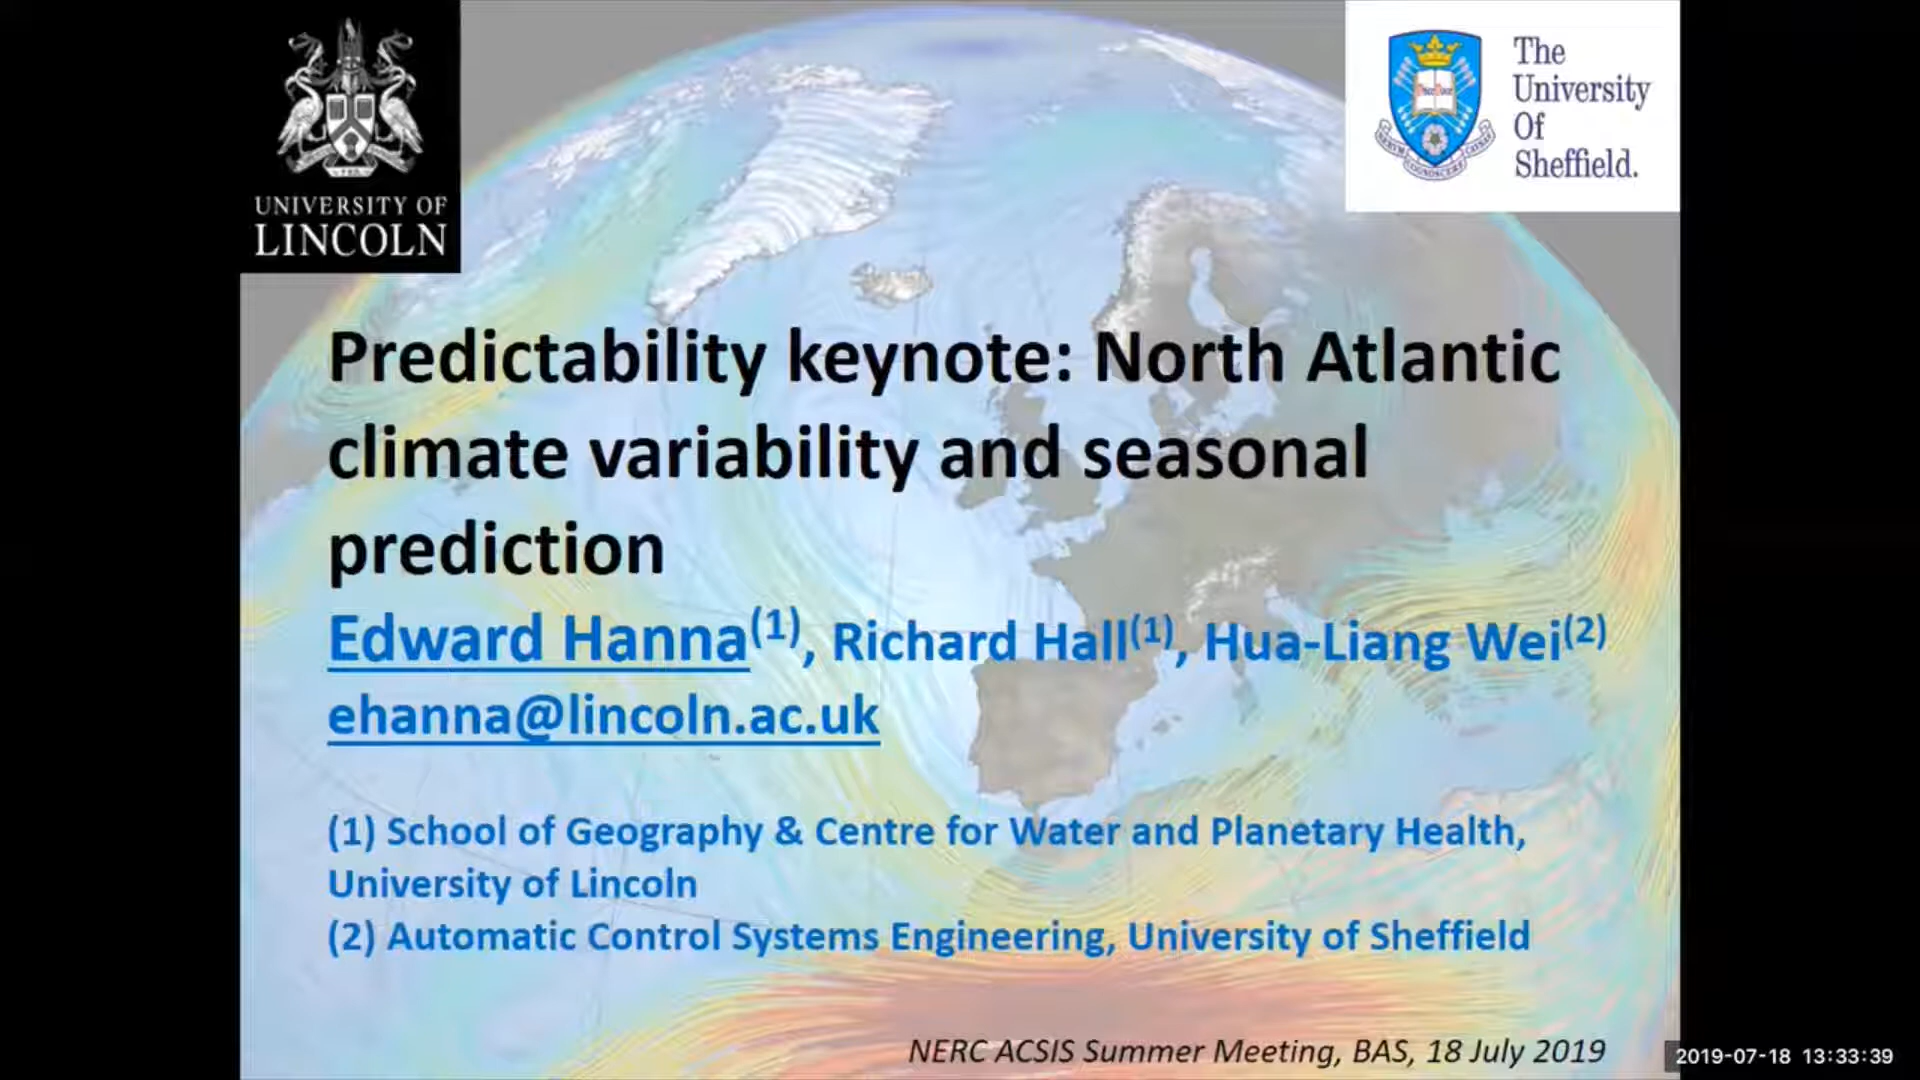 UNIVERSITY OF
LINCOLN
The
University
Of
Sheffield.
Predictability keynote: North Atlantic
climate variability and seasonal
prediction
Edward Hanna(1), Richard Hall(1), Hua-Liang Wei(2)
ehanna@lincoln.ac.uk
(1) School of Geography & Centre for Water and Planetary Health,
University of Lincoln
(2) Automatic Control Systems Engineering, University of Sheffield
NERC ACSIS Summer Meeting, BAS, 18 July 2019
2019-07-18 13:33:39